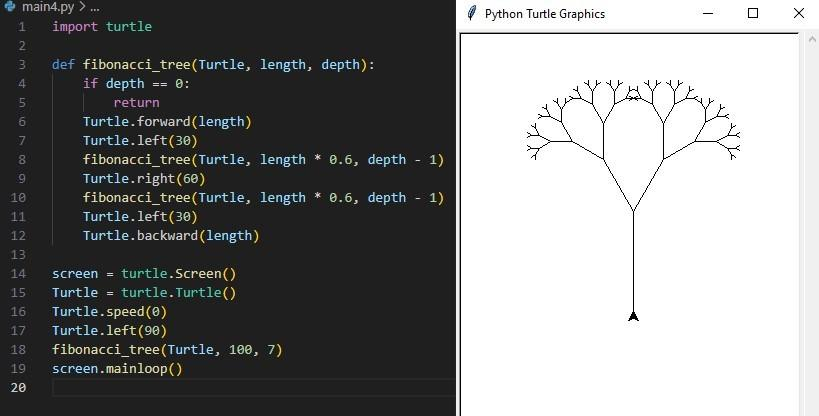 main4.py > ...
1 import turtle
2
3 def fibonacci_tree(Turtle, length, depth):
4     if depth == 0:
5         return
6     Turtle.forward(length)
7     Turtle.left(30)
8     fibonacci_tree(Turtle, length * 0.6, depth - 1)
9     Turtle.right(60)
10     fibonacci_tree(Turtle, length * 0.6, depth - 1)
11     Turtle.left(30)
12     Turtle.backward(length)
13
14 screen = turtle.Screen()
15 Turtle = turtle.Turtle()
16 Turtle.speed(0)
17 Turtle.left(90)
18 fibonacci_tree(Turtle, 100, 7)
19 screen.mainloop()
20
Python Turtle Graphics